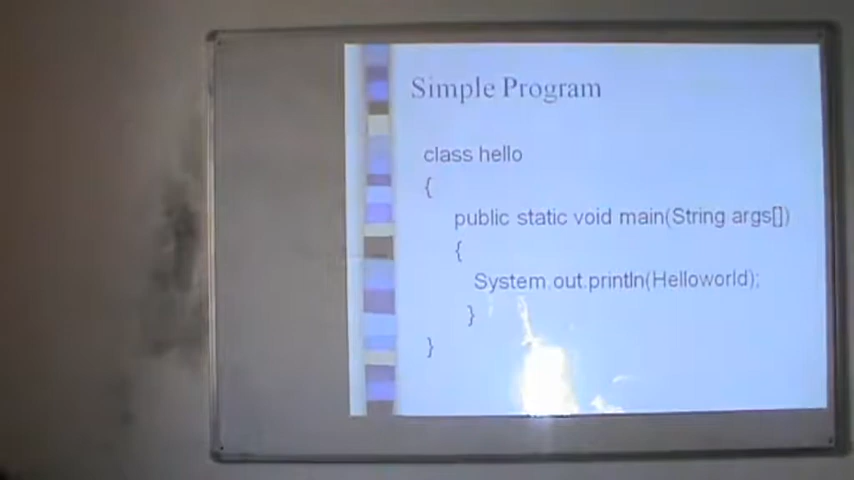 Simple Program
class hello
{
public static void main(String args[])
{
System.out.println(Helloworld);
}
}